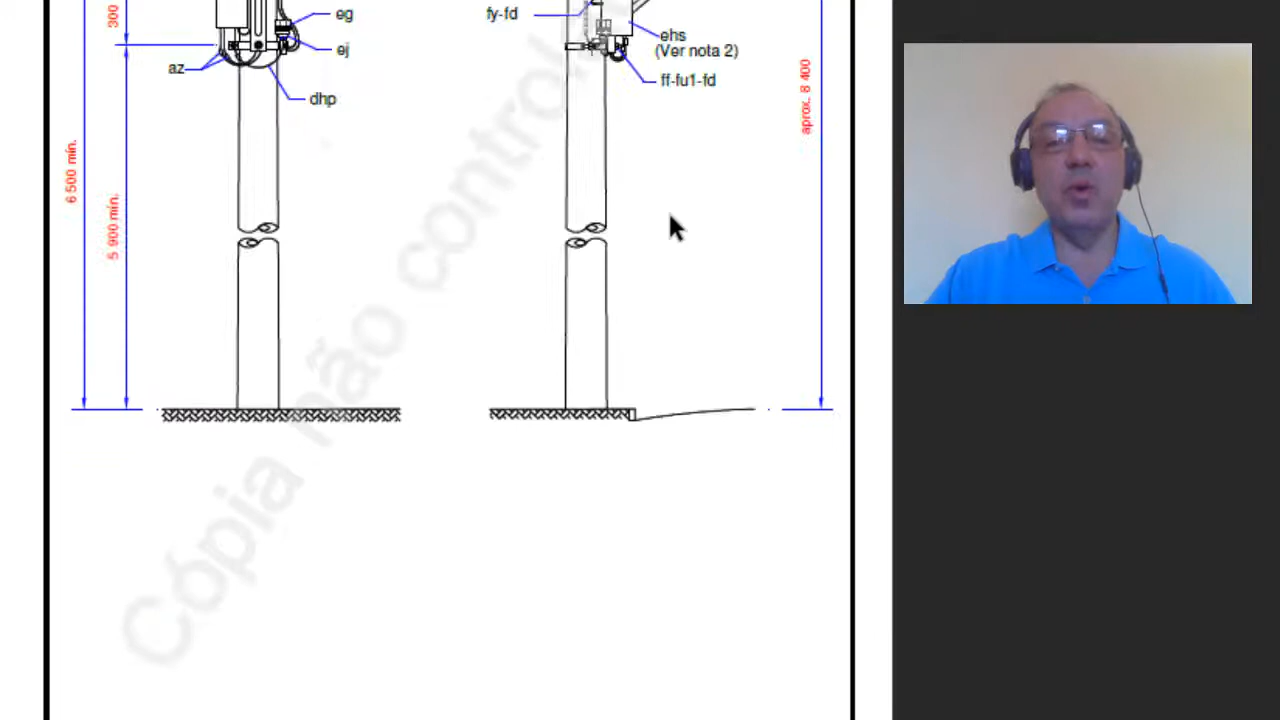 300
eg
ej
az
dhp
fy-fd
ehs
(Ver nota 2)
ff-fu1-fd
aprox. 8 400
6 500 mín.
5 900 mín.
Cópia não control